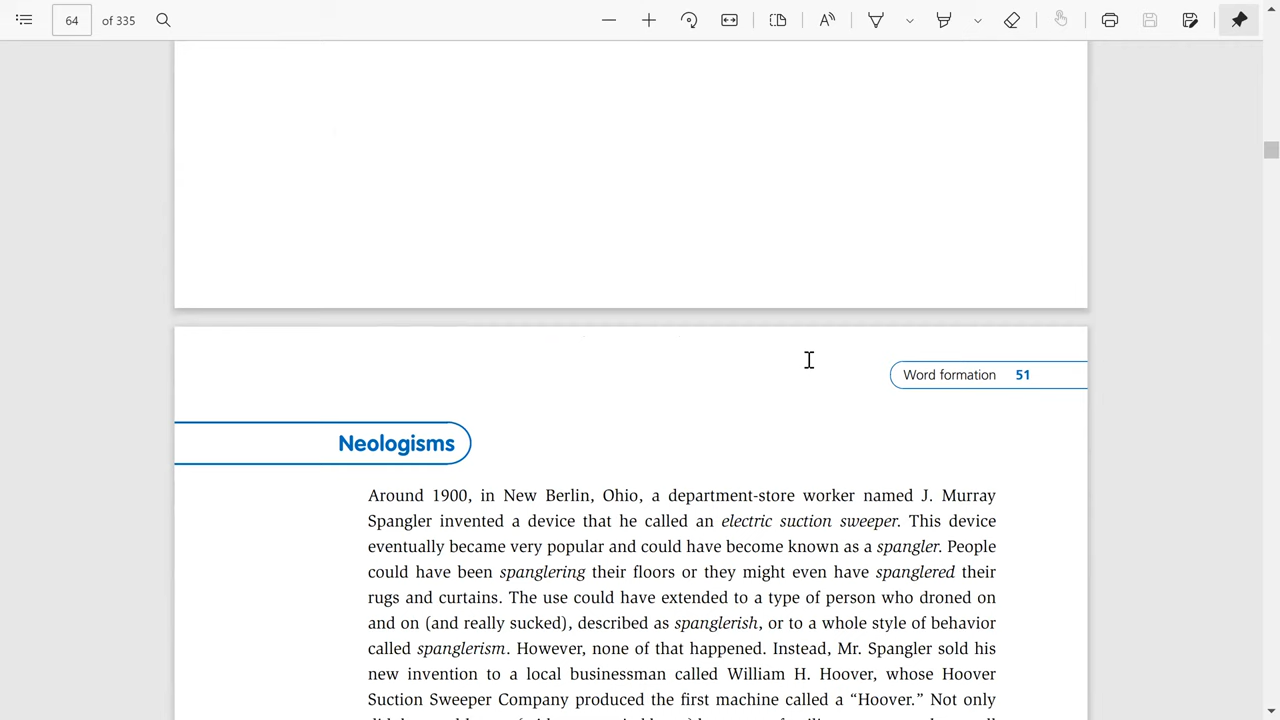 64 of 335
Word formation 51
Neologisms
Around 1900, in New Berlin, Ohio, a department-store worker named J. Murray
Spangler invented a device that he called an electric suction sweeper. This device
eventually became very popular and could have become known as a spangler. People
could have been spanglering their floors or they might even have spanglered their
rugs and curtains. The use could have extended to a type of person who droned on
and on (and really sucked), described as spanglerish, or to a whole style of behavior
called spanglerism. However, none of that happened. Instead, Mr. Spangler sold his
new invention to a local businessman called William H. Hoover, whose Hoover
Suction Sweeper Company produced the first machine called a “Hoover.” Not only